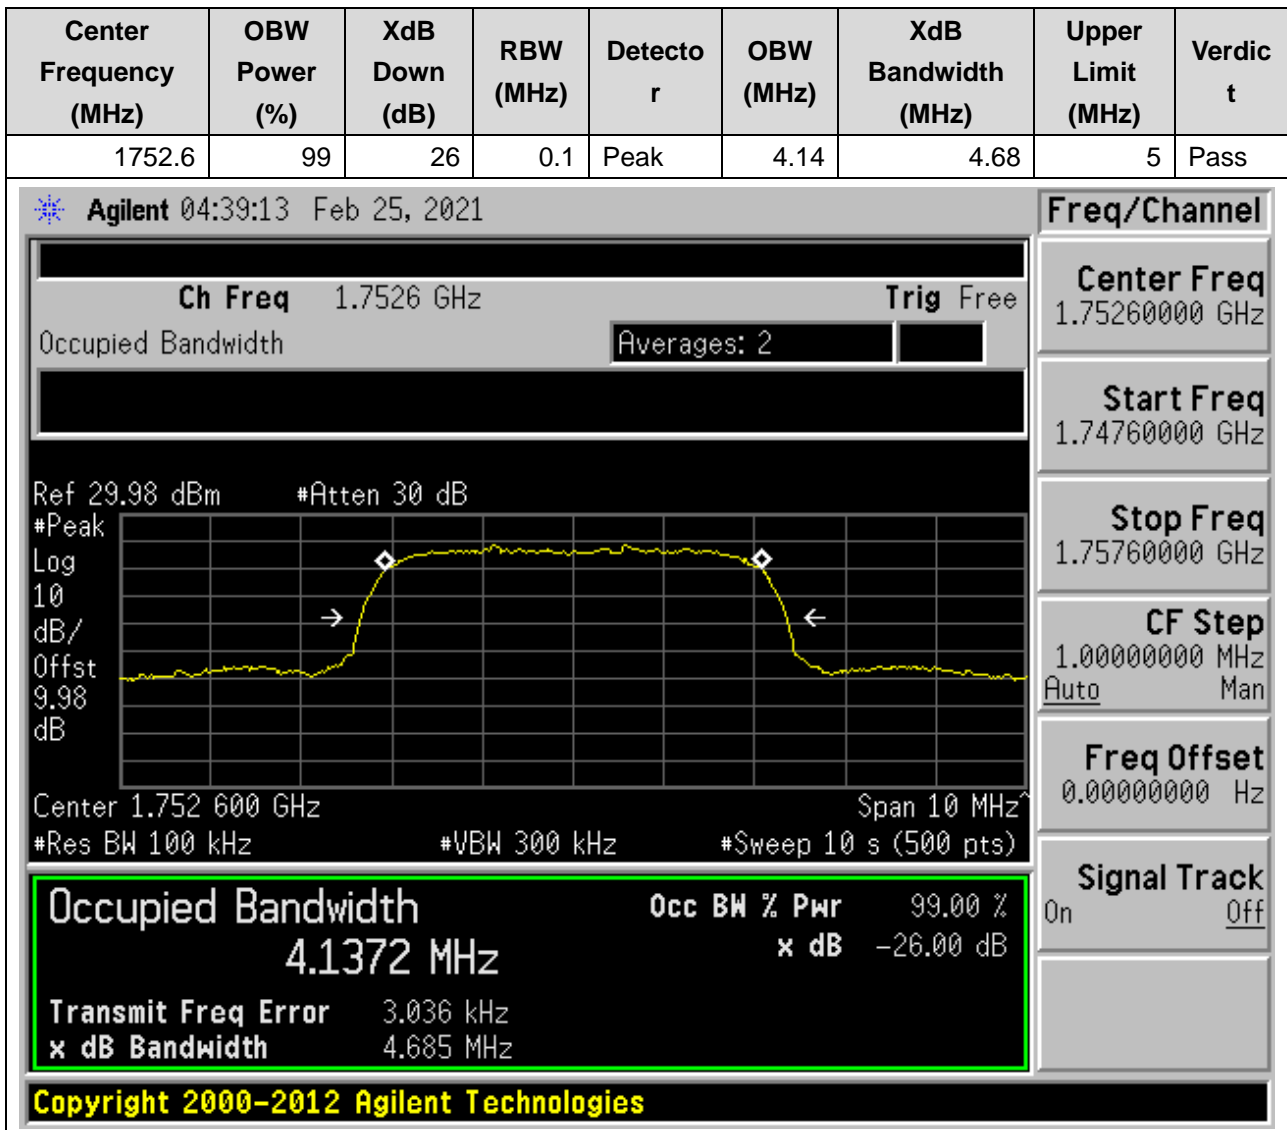 Center Frequency (MHz) OBW Power (%) XdB Down (dB) RBW (MHz) Detector OBW (MHz) XdB Bandwidth (MHz) Upper Limit (MHz) Verdict
1752.6 99 26 0.1 Peak 4.14 4.68 5 Pass
Agilent 04:39:13 Feb 25, 2021
Freq/Channel
Ch Freq 1.7526 GHz Trig Free
Occupied Bandwidth Averages: 2
Ref 29.98 dBm #Atten 30 dB
#Peak
Log
10
dB/
Offst
9.98
dB
Center 1.752 600 GHz Span 10 MHz^
#Res BW 100 kHz #VBW 300 kHz #Sweep 10 s (500 pts)
Occupied Bandwidth Occ BW % Pwr 99.00 %
4.1372 MHz x dB -26.00 dB
Transmit Freq Error 3.036 kHz
x dB Bandwidth 4.685 MHz
Center Freq
1.75260000 GHz
Start Freq
1.74760000 GHz
Stop Freq
1.75760000 GHz
CF Step
1.00000000 MHz
Auto Man
Freq Offset
0.00000000 Hz
Signal Track
On Off
Copyright 2000-2012 Agilent Technologies